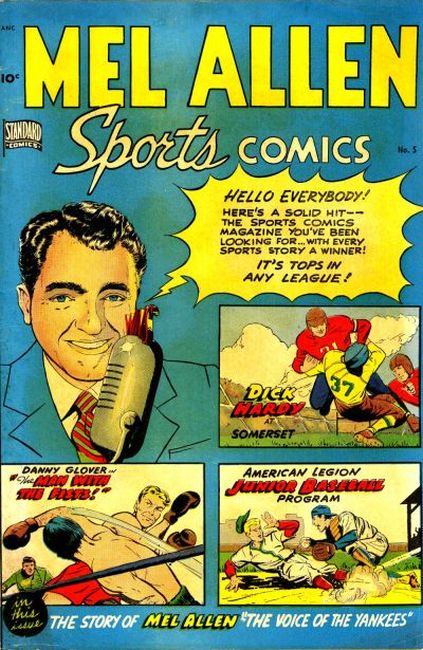 ANC
10¢
MEL ALLEN
STANDARD
COMICS
Sports COMICS
No. 5
HELLO EVERYBODY!
HERE'S A SOLID HIT--
THE SPORTS COMICS
MAGAZINE YOU'VE BEEN
LOOKING FOR...WITH EVERY
SPORTS STORY A WINNER!
IT'S TOPS IN
ANY LEAGUE!
DICK
HARDY
AT
SOMERSET
37
DANNY GLOVER IN
"The MAN WITH
THE FISTS!"
AMERICAN LEGION
JUNIOR BASEBALL
PROGRAM
in
this
issue
THE STORY OF MEL ALLEN "THE VOICE OF THE YANKEES"